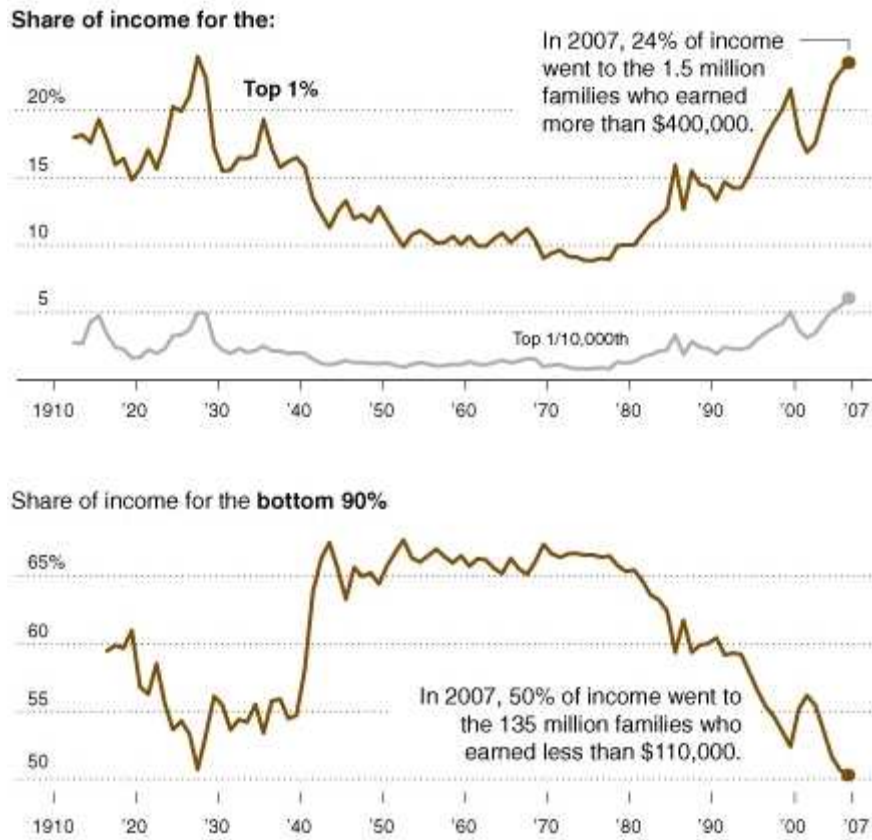 Share of income for the:
In 2007, 24% of income
went to the 1.5 million
families who earned
more than $400,000.
Top 1%
20%
15
10
5
Top 1/10,000th
1910 '20 '30 '40 '50 '60 '70 '80 '90 '00 '07
Share of income for the bottom 90%
65%
60
55
In 2007, 50% of income went to
the 135 million families who
earned less than $110,000.
50
1910 '20 '30 '40 '50 '60 '70 '80 '90 '00 '07